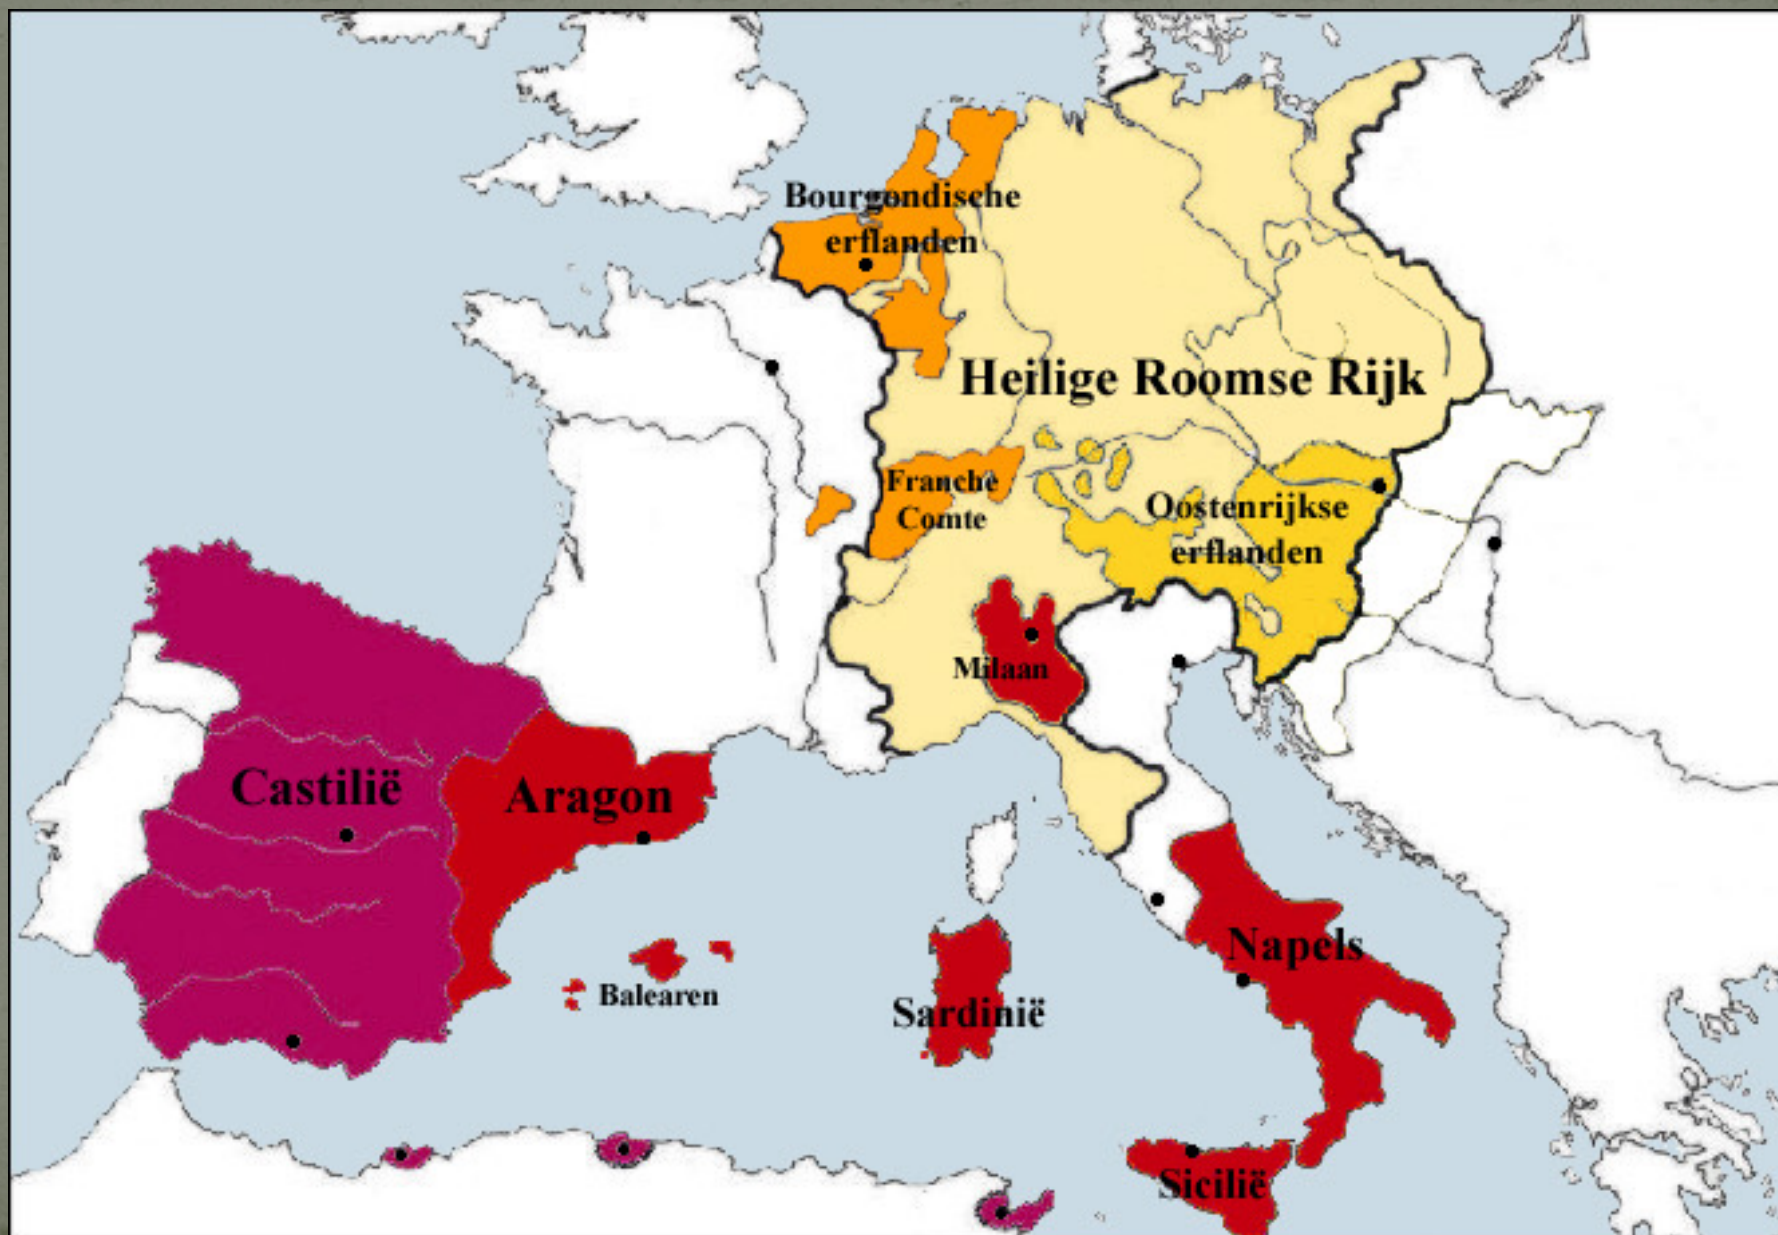 Bourgondische
erflanden
Heilige Roomse Rijk
Franche
Comte
Oostenrijkse
erflanden
Milaan
Castilië
Aragon
Napels
Balearen
Sardinië
Sicilië